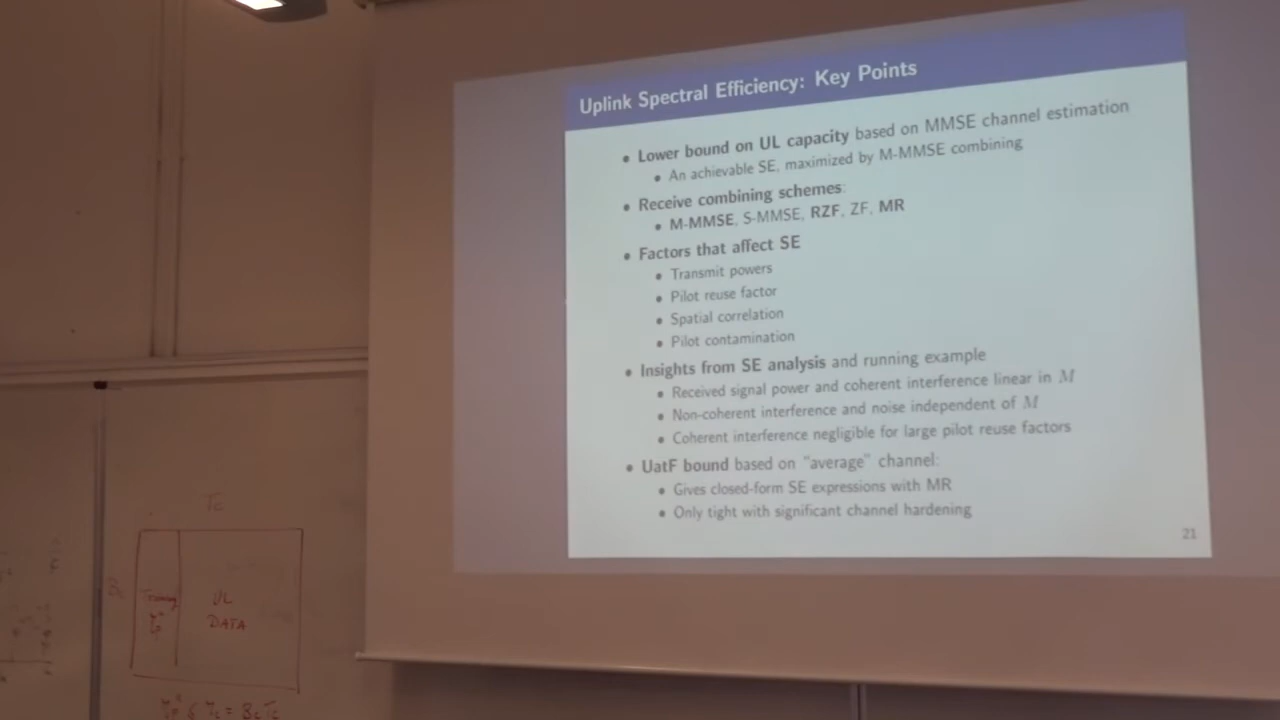 Uplink Spectral Efficiency: Key Points
• Lower bound on UL capacity based on MMSE channel estimation
• An achievable SE, maximized by M-MMSE combining
• Receive combining schemes:
• M-MMSE, S-MMSE, RZF, ZF, MR
• Factors that affect SE
• Transmit powers
• Pilot reuse factor
• Spatial correlation
• Pilot contamination
• Insights from SE analysis and running example
• Received signal power and coherent interference linear in M
• Non-coherent interference and noise independent of M
• Coherent interference negligible for large pilot reuse factors
• UatF bound based on “average” channel:
• Gives closed-form SE expressions with MR
• Only tight with significant channel hardening
21
Tc
Bc
UL
DATA